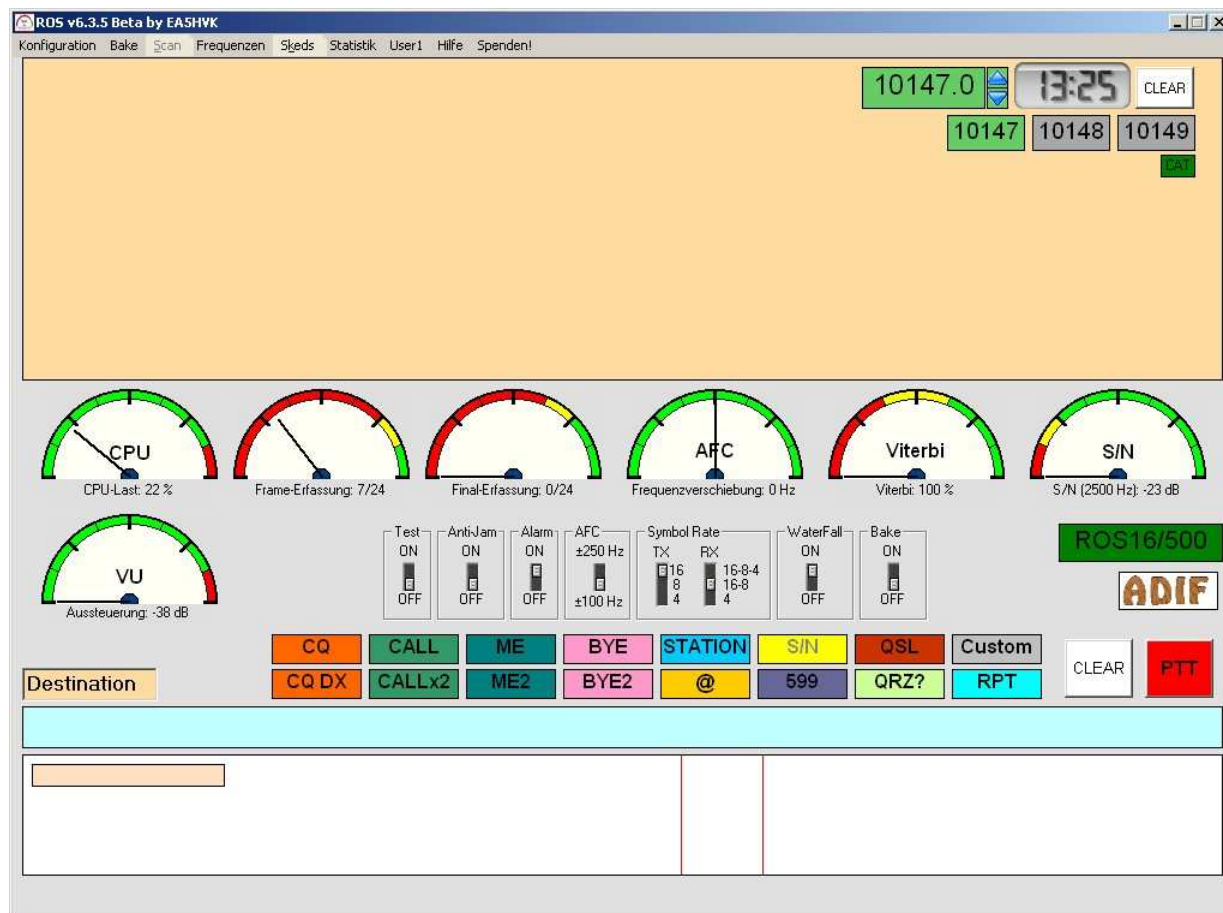 ROS v6.3.5 Beta by EA5HVK
Konfiguration Bake Scan Frequenzen Skeds Statistik User1 Hilfe Spenden!
10147.0 13:25 CLEAR
10147 10148 10149
CAT
CPU Viterbi AFC S/N
CPU-Last: 22 % Frame-Erfassung: 7/24 Final-Erfassung: 0/24 Frequenzverschiebung: 0 Hz Viterbi: 100 % S/N (2500 Hz): -23 dB
VU
Aussteuerung: -38 dB
Test Anti-Jam Alarm AFC Symbol Rate WaterFall Bake
ON ON ON ±250 Hz TX RX ON ON
16 16-8-4
8 16-8
OFF OFF OFF ±100 Hz 4 4 OFF OFF
ROS16/500
ADIF
CQ CALL ME BYE STATION S/N QSL Custom
CLEAR PTT
Destination CQ DX CALLx2 ME2 BYE2 @ 599 QRZ? RPT